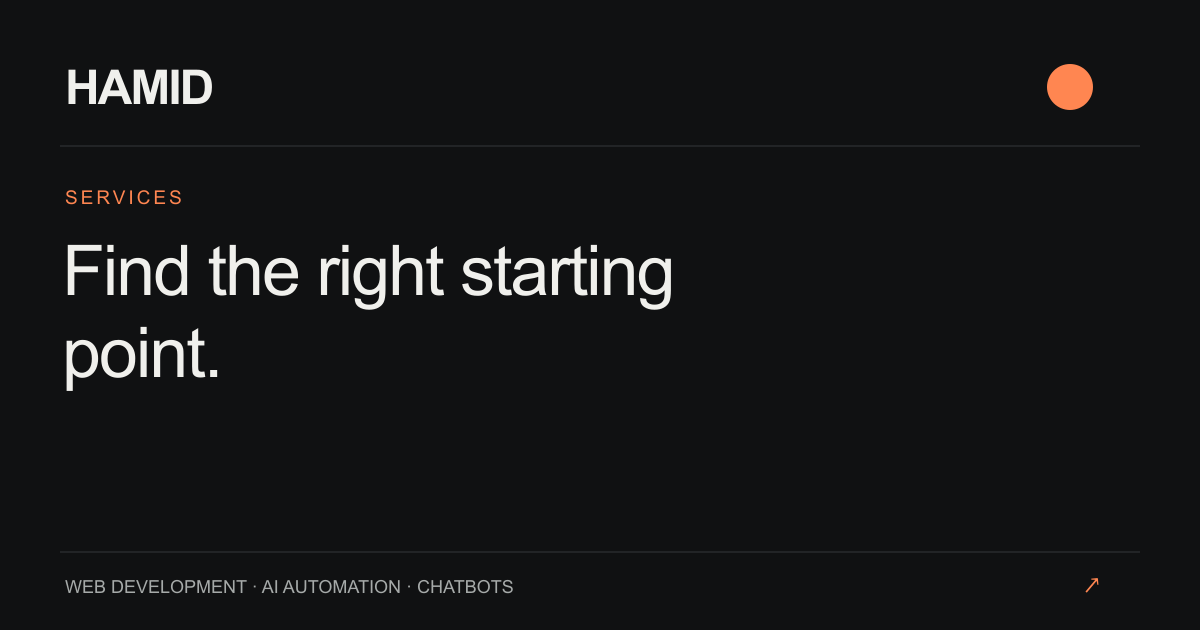 HAMID
SERVICES
Find the right starting
point.
WEB DEVELOPMENT · AI AUTOMATION · CHATBOTS
↗